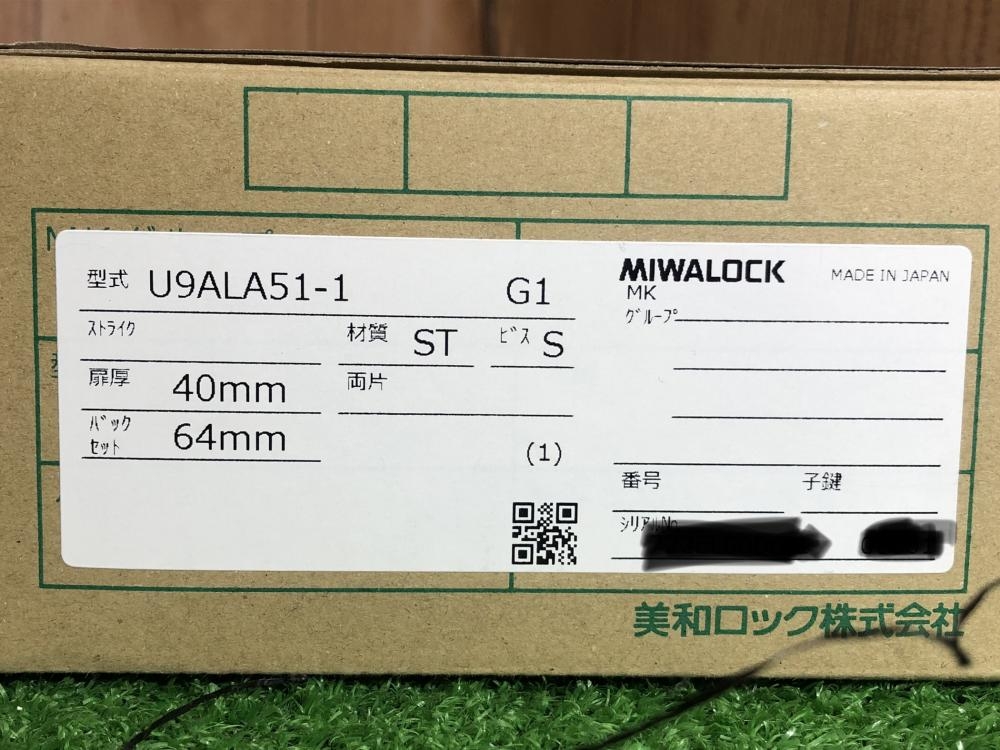 型式 U9ALA51-1 G1
ストライク
材質 ST ビス S
扉厚 40mm
両片
バックセット 64mm
(1)
MIWALOCK MADE IN JAPAN
MK
グループ
番号 子鍵
シリアルNo.
美和ロック株式会社